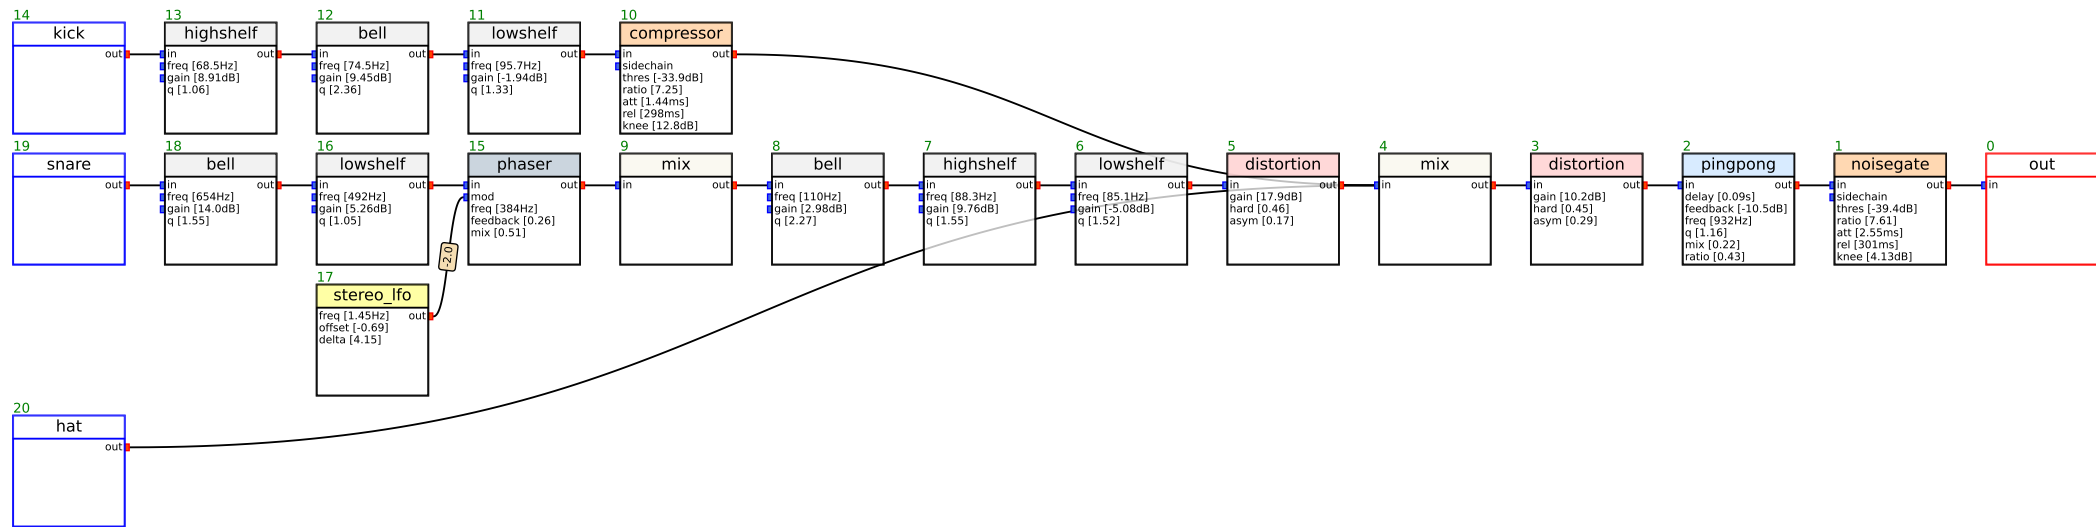 14
kick
out
13
highshelf
in out
freq [68.5Hz]
gain [8.91dB]
q [1.06]
12
bell
in out
freq [74.5Hz]
gain [9.45dB]
q [2.36]
11
lowshelf
in out
freq [95.7Hz]
gain [-1.94dB]
q [1.33]
10
compressor
in out
sidechain
thres [-33.9dB]
ratio [7.25]
att [1.44ms]
rel [298ms]
knee [12.8dB]
19
snare
out
18
bell
in out
freq [654Hz]
gain [14.0dB]
q [1.55]
16
lowshelf
in out
freq [492Hz]
gain [5.26dB]
q [1.05]
15
phaser
in out
mod
freq [384Hz]
feedback [0.26]
mix [0.51]
9
mix
in out
8
bell
in out
freq [110Hz]
gain [2.98dB]
q [2.27]
7
highshelf
in out
freq [88.3Hz]
gain [9.76dB]
q [1.55]
6
lowshelf
in out
freq [85.1Hz]
gain [-5.08dB]
q [1.52]
5
distortion
in out
gain [17.9dB]
hard [0.46]
asym [0.17]
4
mix
in out
3
distortion
in out
gain [10.2dB]
hard [0.45]
asym [0.29]
2
pingpong
in out
delay [0.09s]
feedback [-10.5dB]
freq [932Hz]
q [1.16]
mix [0.22]
ratio [0.43]
1
noisegate
in out
sidechain
thres [-39.4dB]
ratio [7.61]
att [2.55ms]
rel [301ms]
knee [4.13dB]
0
out
in
-2.0
17
stereo_lfo
freq [1.45Hz] out
offset [-0.69]
delta [4.15]
20
hat
out